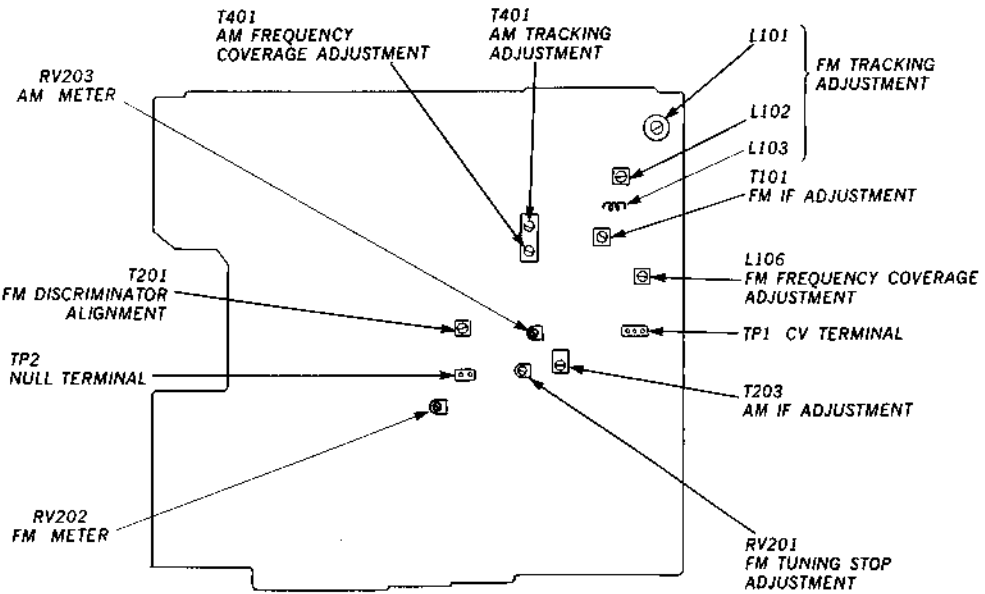 T401
AM FREQUENCY
COVERAGE ADJUSTMENT
T401
AM TRACKING
ADJUSTMENT
L101
FM TRACKING
ADJUSTMENT
RV203
AM METER
L102
L103
T101
FM IF ADJUSTMENT
T201
FM DISCRIMINATOR
ALIGNMENT
L106
FM FREQUENCY COVERAGE
ADJUSTMENT
TP1 CV TERMINAL
TP2
NULL TERMINAL
T203
AM IF ADJUSTMENT
RV202
FM METER
RV201
FM TUNING STOP
ADJUSTMENT